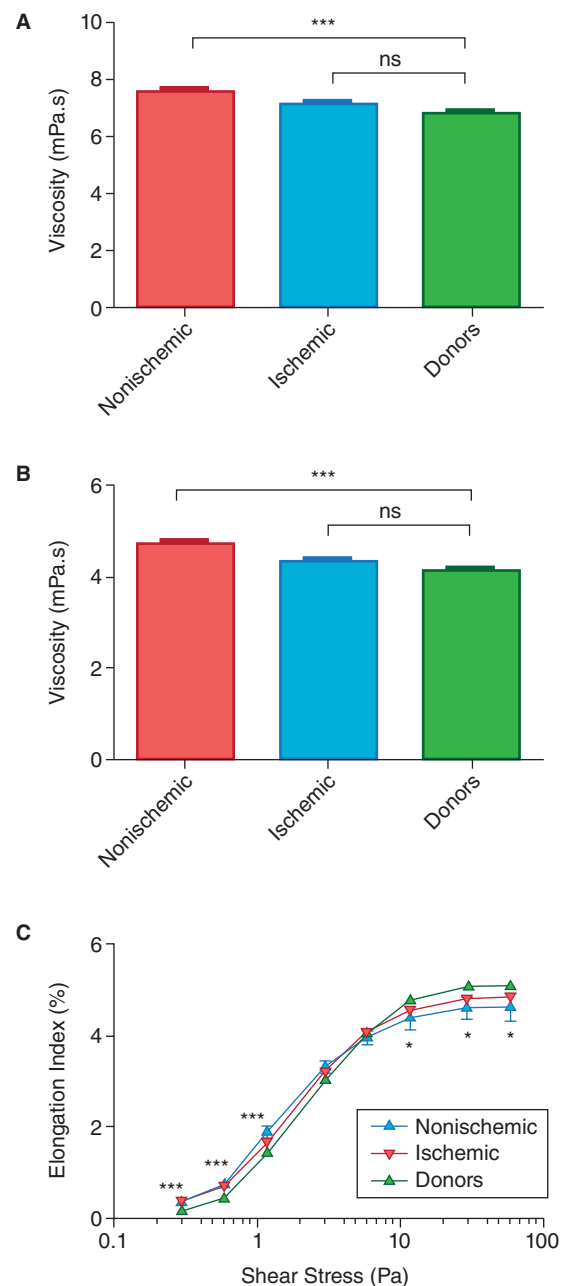 A
***
ns
10
8
6
4
2
0
Viscosity (mPa.s)
Nonischemic
Ischemic
Donors
B
***
ns
6
4
2
0
Viscosity (mPa.s)
Nonischemic
Ischemic
Donors
C
6
4
2
0
Elongation Index (%)
***
***
***
*
*
*
Nonischemic
Ischemic
Donors
0.1
1
10
100
Shear Stress (Pa)